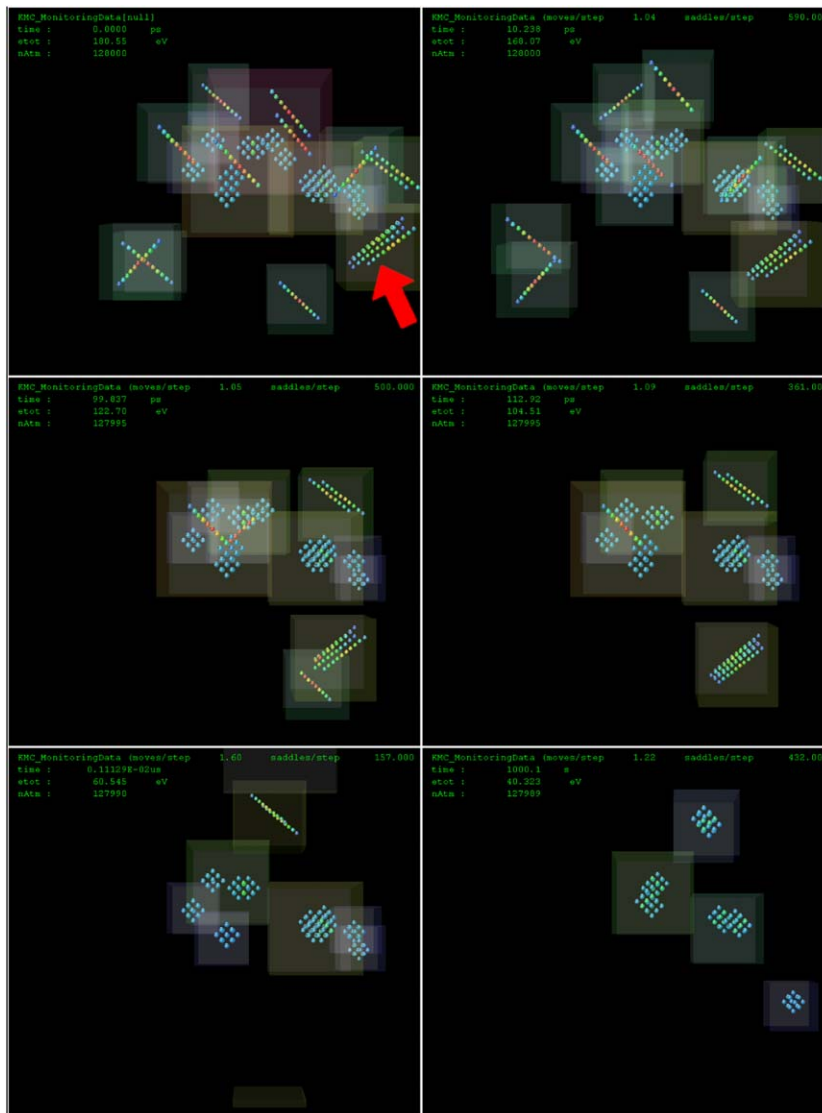 KMC_MonitoringData[null]
time : 0.0000 ps
etot : 180.55 eV
nAtm : 128000
KMC_MonitoringData (moves/step 1.04 saddles/step 590.00
time : 10.238 ps
etot : 168.07 eV
nAtm : 128000
KMC_MonitoringData (moves/step 1.05 saddles/step 500.000
time : 99.837 ps
etot : 122.70 eV
nAtm : 127995
KMC_MonitoringData (moves/step 1.09 saddles/step 361.00
time : 112.92 ps
etot : 104.51 eV
nAtm : 127995
KMC_MonitoringData (moves/step 1.60 saddles/step 157.000
time : 0.11129E-02us
etot : 60.545 eV
nAtm : 127990
KMC_MonitoringData (moves/step 1.22 saddles/step 432.00
time : 1000.1 s
etot : 40.323 eV
nAtm : 127989